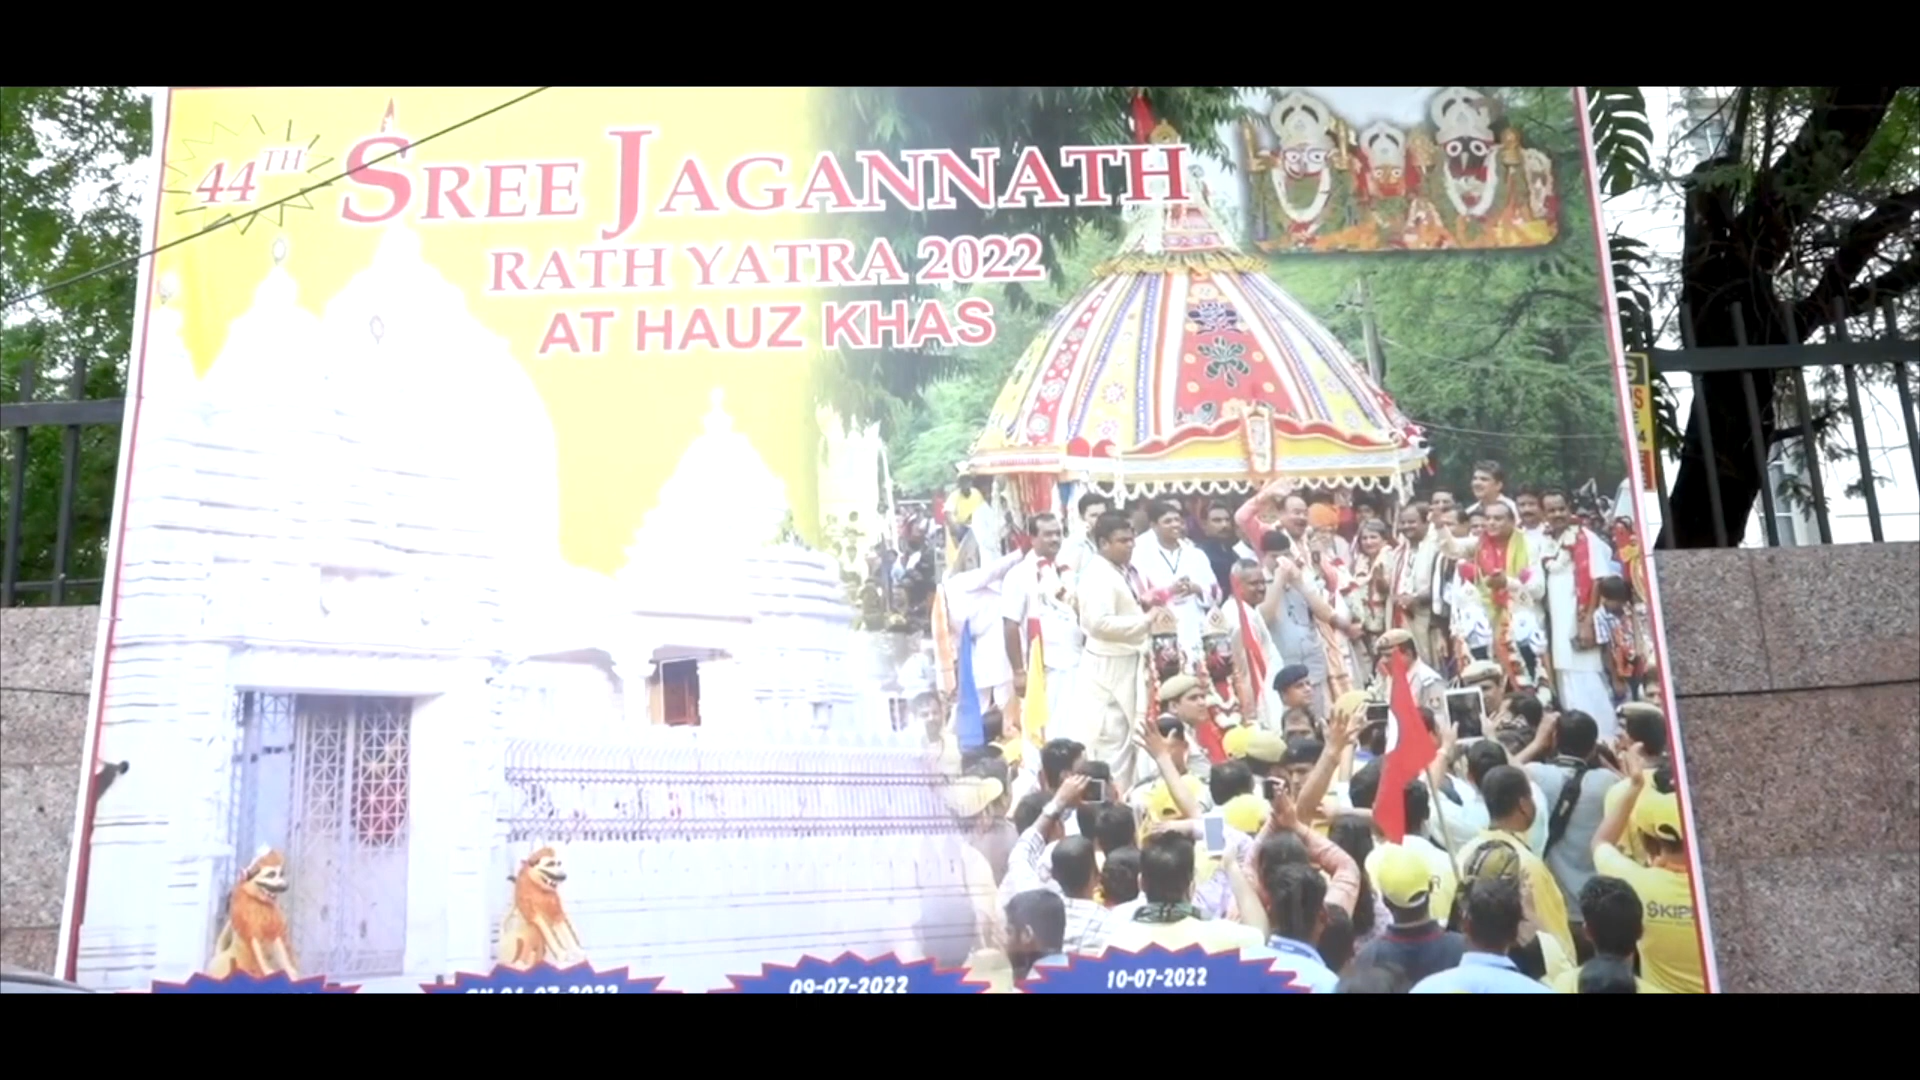 44TH SREE JAGANNATH
RATH YATRA 2022
AT HAUZ KHAS
09-07-2022
10-07-2022